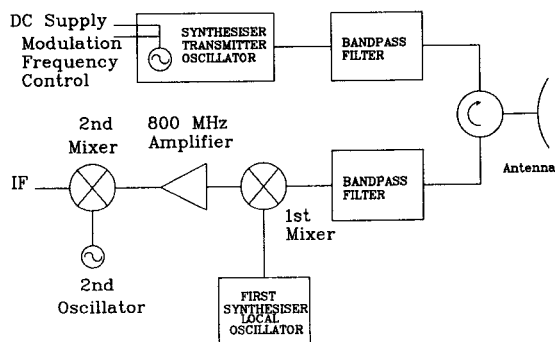 DC Supply
Modulation
Frequency
Control
SYNTHESISER
TRANSMITTER
OSCILLATOR
BANDPASS
FILTER
Antenna
2nd
Mixer
800 MHz
Amplifier
IF
1st
Mixer
BANDPASS
FILTER
2nd
Oscillator
FIRST
SYNTHESISER
LOCAL
OSCILLATOR